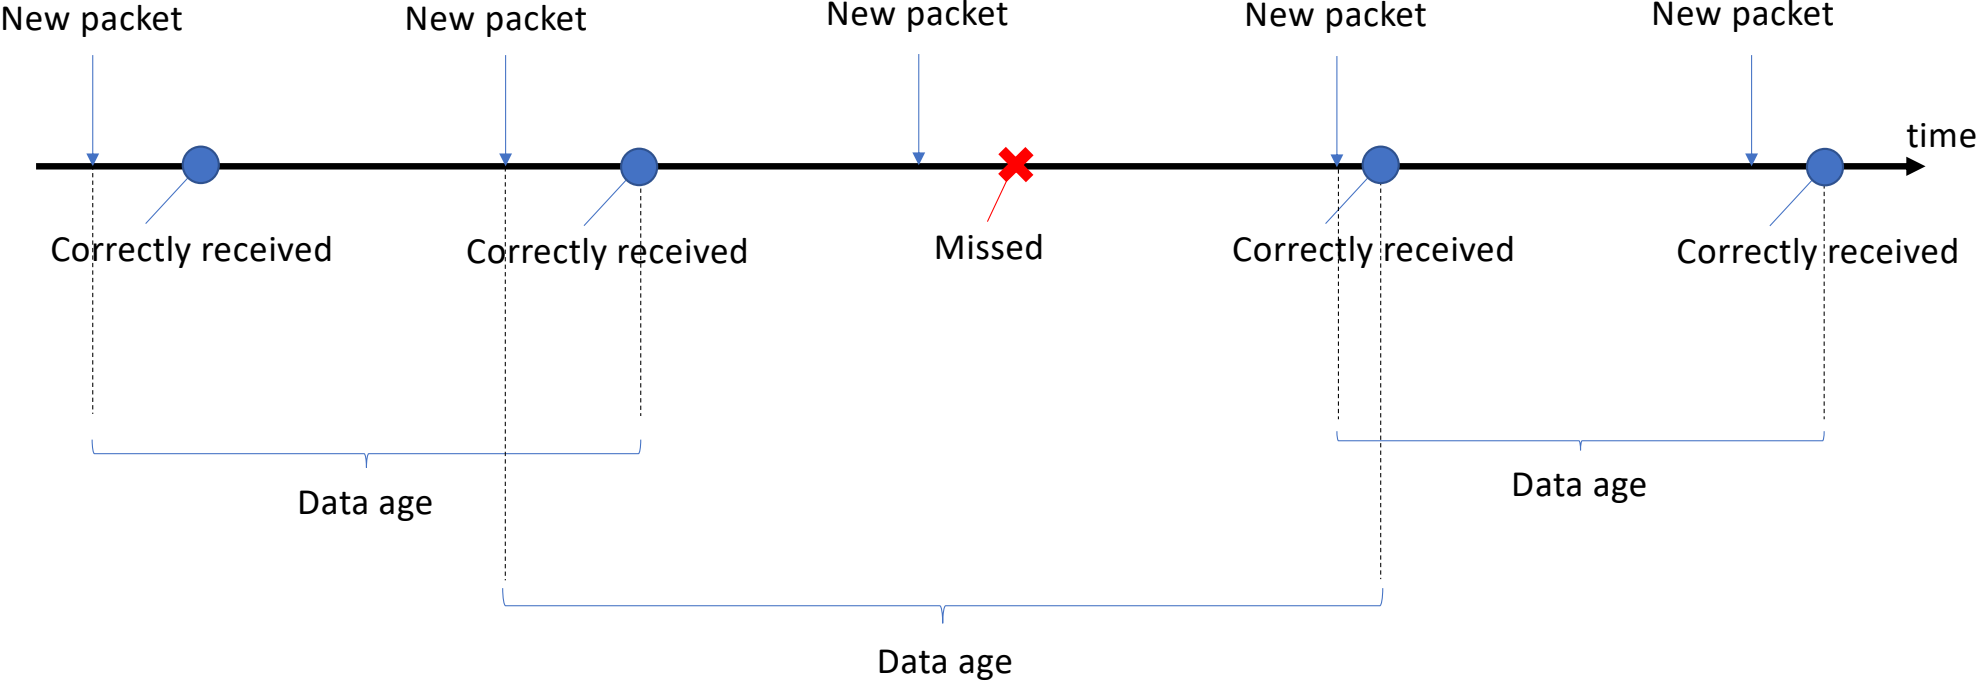 New packet
New packet
New packet
New packet
New packet
time
Correctly received
Correctly received
Missed
Correctly received
Correctly received
Data age
Data age
Data age